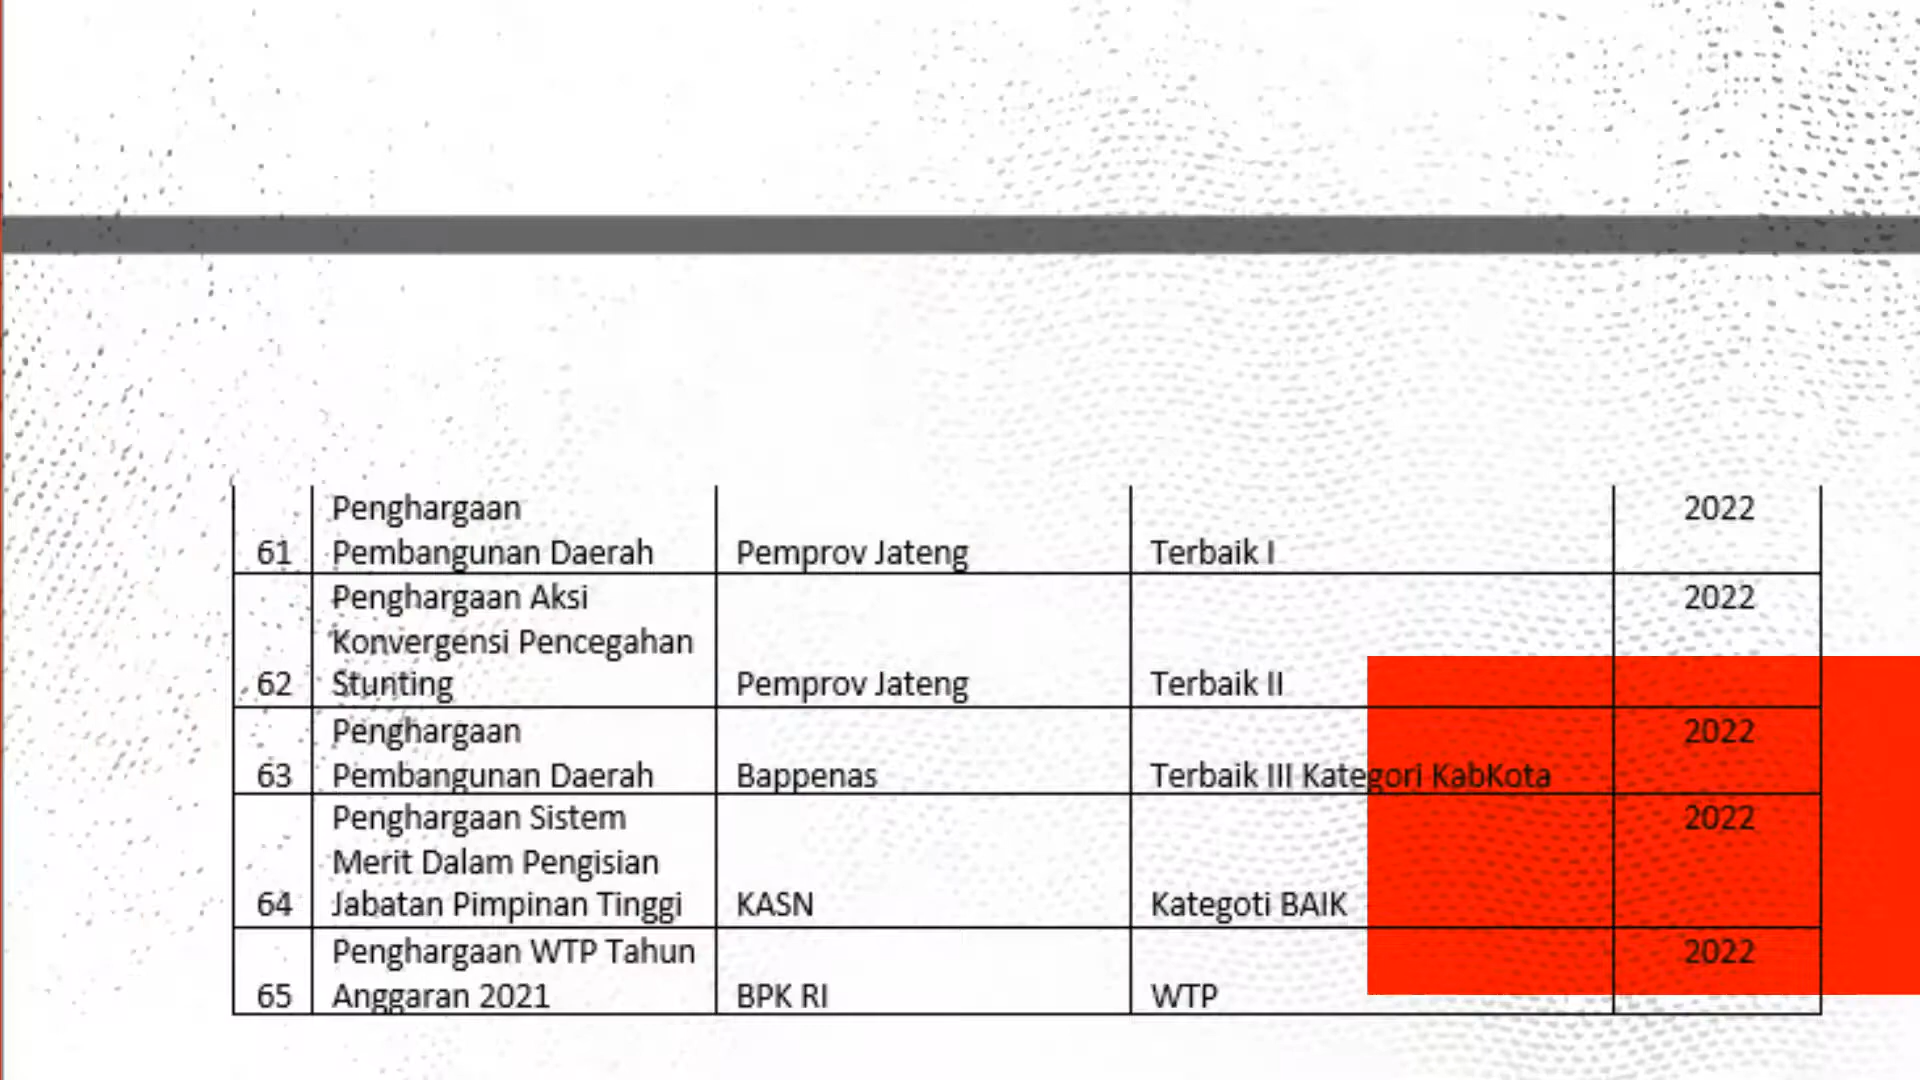 Penghargaan 2022
61 Pembangunan Daerah Pemprov Jateng Terbaik I
Penghargaan Aksi 2022
Konvergensi Pencegahan
62 Stunting Pemprov Jateng Terbaik II
Penghargaan 2022
63 Pembangunan Daerah Bappenas Terbaik III Kategori KabKota
Penghargaan Sistem 2022
Merit Dalam Pengisian
64 Jabatan Pimpinan Tinggi KASN Kategoti BAIK
Penghargaan WTP Tahun 2022
65 Anggaran 2021 BPK RI WTP